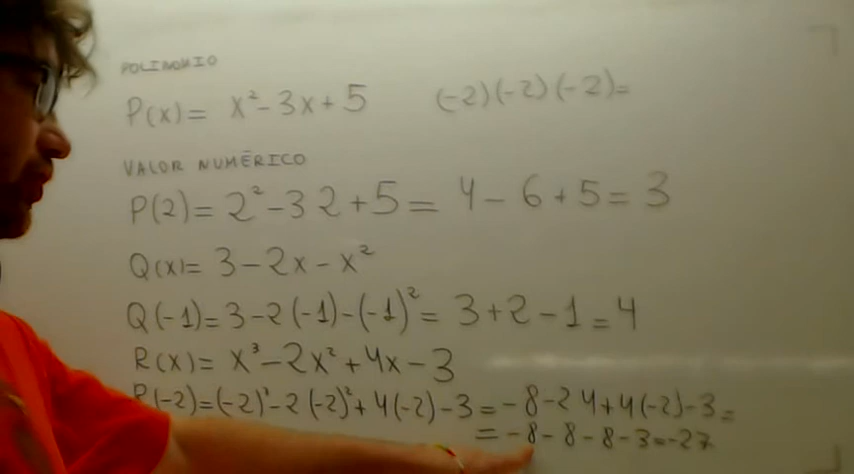 POLINOMIO
P(x)= x²-3x+5 (-2)(-2)(-2)=
VALOR NUMÉRICO
P(2)= 2²-3 2+5= 4-6+5=3
Q(x)= 3-2x-x²
Q(-1)=3-2(-1)-(-1)²= 3+2-1=4
R(x)= x³-2x²+4x-3
R(-2)=(-2)³-2(-2)²+4(-2)-3=-8-2 4+4(-2)-3=
=-8-8-8-3=-27